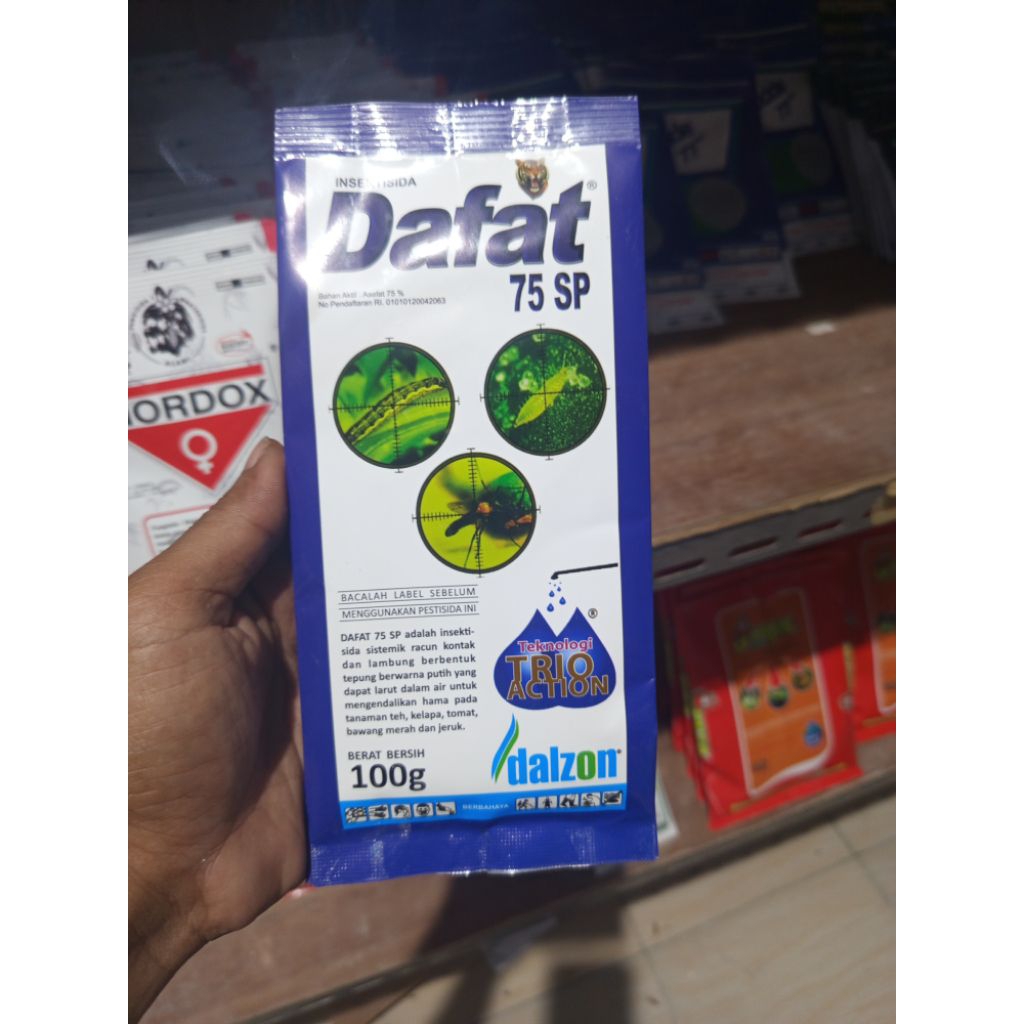 INSEKTISIDA
Dafat®
75 SP
Bahan Aktif : Asefat 75 %
No Pendaftaran RI. 01010120042063
BACALAH LABEL SEBELUM
MENGGUNAKAN PESTISIDA INI
DAFAT 75 SP adalah insekti-
sida sistemik racun kontak
dan lambung berbentuk
tepung berwarna putih yang
dapat larut dalam air untuk
mengendalikan hama pada
tanaman teh, kelapa, tomat,
bawang merah dan jeruk.
BERAT BERSIH
100g
®
Teknologi
TRIO
ACTION
dalzon®
BERBAHAYA
NORDOX